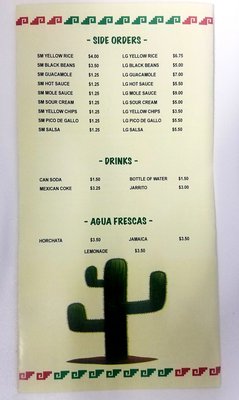 - SIDE ORDERS -
SM YELLOW RICE $4.00 LG YELLOW RICE $6.75
SM BLACK BEANS $3.50 LG BLACK BEANS $5.00
SM GUACAMOLE $1.25 LG GUACAMOLE $7.00
SM HOT SAUCE $1.25 LG HOT SAUCE $5.50
SM MOLE SAUCE $1.25 LG MOLE SAUCE $9.00
SM SOUR CREAM $1.25 LG SOUR CREAM $5.00
SM YELLOW CHIPS $1.25 LG YELLOW CHIPS $3.50
SM PICO DE GALLO $1.25 LG PICO DE GALLO $5.50
SM SALSA $1.25 LG SALSA $5.50
- DRINKS -
CAN SODA $1.50 BOTTLE OF WATER $1.50
MEXICAN COKE $3.25 JARRITO $3.00
- AGUA FRESCAS -
HORCHATA $3.50 JAMAICA $3.50
LEMONADE $3.50